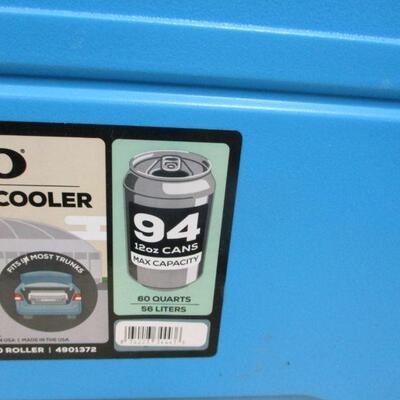 O
COOLER
FITS IN MOST TRUNKS
94
12oz CANS
MAX CAPACITY
60 QUARTS
56 LITERS
USA | MADE IN THE USA
ROLLER | 4901372